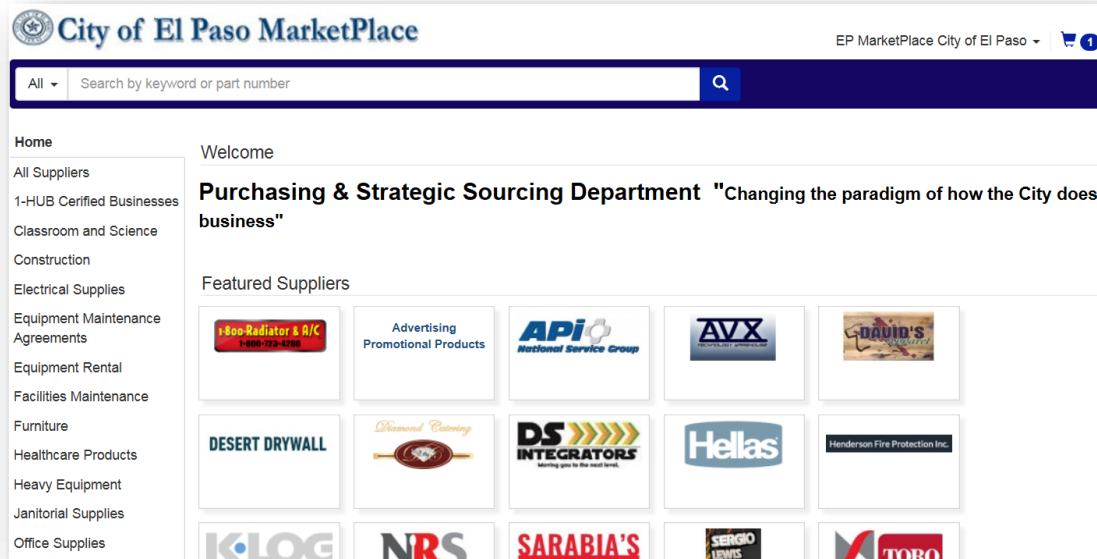 City of El Paso MarketPlace
EP MarketPlace City of El Paso
1
All
Search by keyword or part number
Home
All Suppliers
1-HUB Cerified Businesses
Classroom and Science
Construction
Electrical Supplies
Equipment Maintenance
Agreements
Equipment Rental
Facilities Maintenance
Furniture
Healthcare Products
Heavy Equipment
Janitorial Supplies
Office Supplies
Welcome
Purchasing & Strategic Sourcing Department "Changing the paradigm of how the City does
business"
Featured Suppliers
1-800-Radiator & A/C
1-800-723-4286
Advertising
Promotional Products
APi
National Service Group
AVX
TECHNOLOGY WAREHOUSE
DAVID'S
Apparel
DESERT DRYWALL
Diamond Catering
DS
INTEGRATORS
Moving you to the next level.
Hellas
Henderson Fire Protection Inc.
K-LOG
NRS
SARABIA'S
SERGIO
LEWIS
TORO